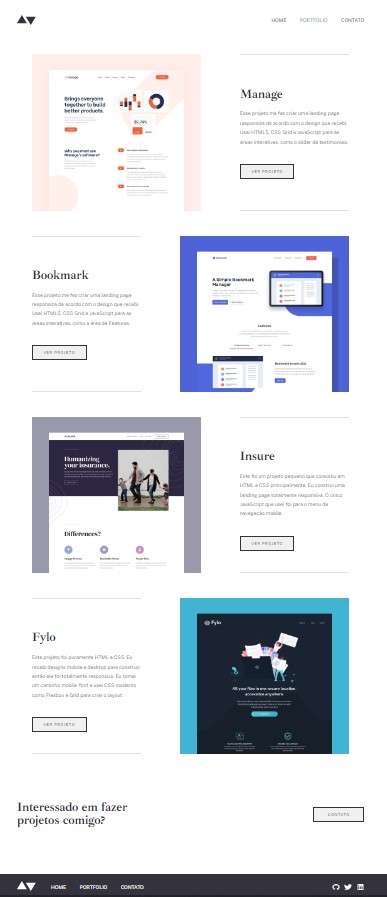 HOME PORTFOLIO CONTATO
Brings everyone
together to build
better products.
Manage
Este projeto me fez criar uma landing page
responsiva de acordo com o design que recebi.
Usei HTML5, CSS Grid e JavaScript para as
áreas interativas, como o slider de testimonials.
VER PROJETO
Bookmark
Este projeto me fez criar uma landing page
responsiva de acordo com o design que recebi.
Usei HTML5, CSS Grid e JavaScript para as
áreas interativas, como a área de Features.
VER PROJETO
A Simple Bookmark
Manager
Features
Humanizing
your insurance.
Differences?
Insure
Este foi um projeto pequeno que consistiu em
HTML e CSS principalmente. Eu construí uma
landing page totalmente responsiva. O único
JavaScript que usei foi para o menu de
navegação mobile.
VER PROJETO
Fylo
Este projeto foi puramente HTML e CSS. Eu
recebi designs mobile e desktop para construir,
então ele foi totalmente responsivo. Eu tomei
um caminho mobile-first e usei CSS moderno
como Flexbox e Grid para criar o layout.
VER PROJETO
Fylo
All your files in one secure location,
accessible anywhere.
Interessado em fazer
projetos comigo?
CONTATO
HOME PORTFOLIO CONTATO